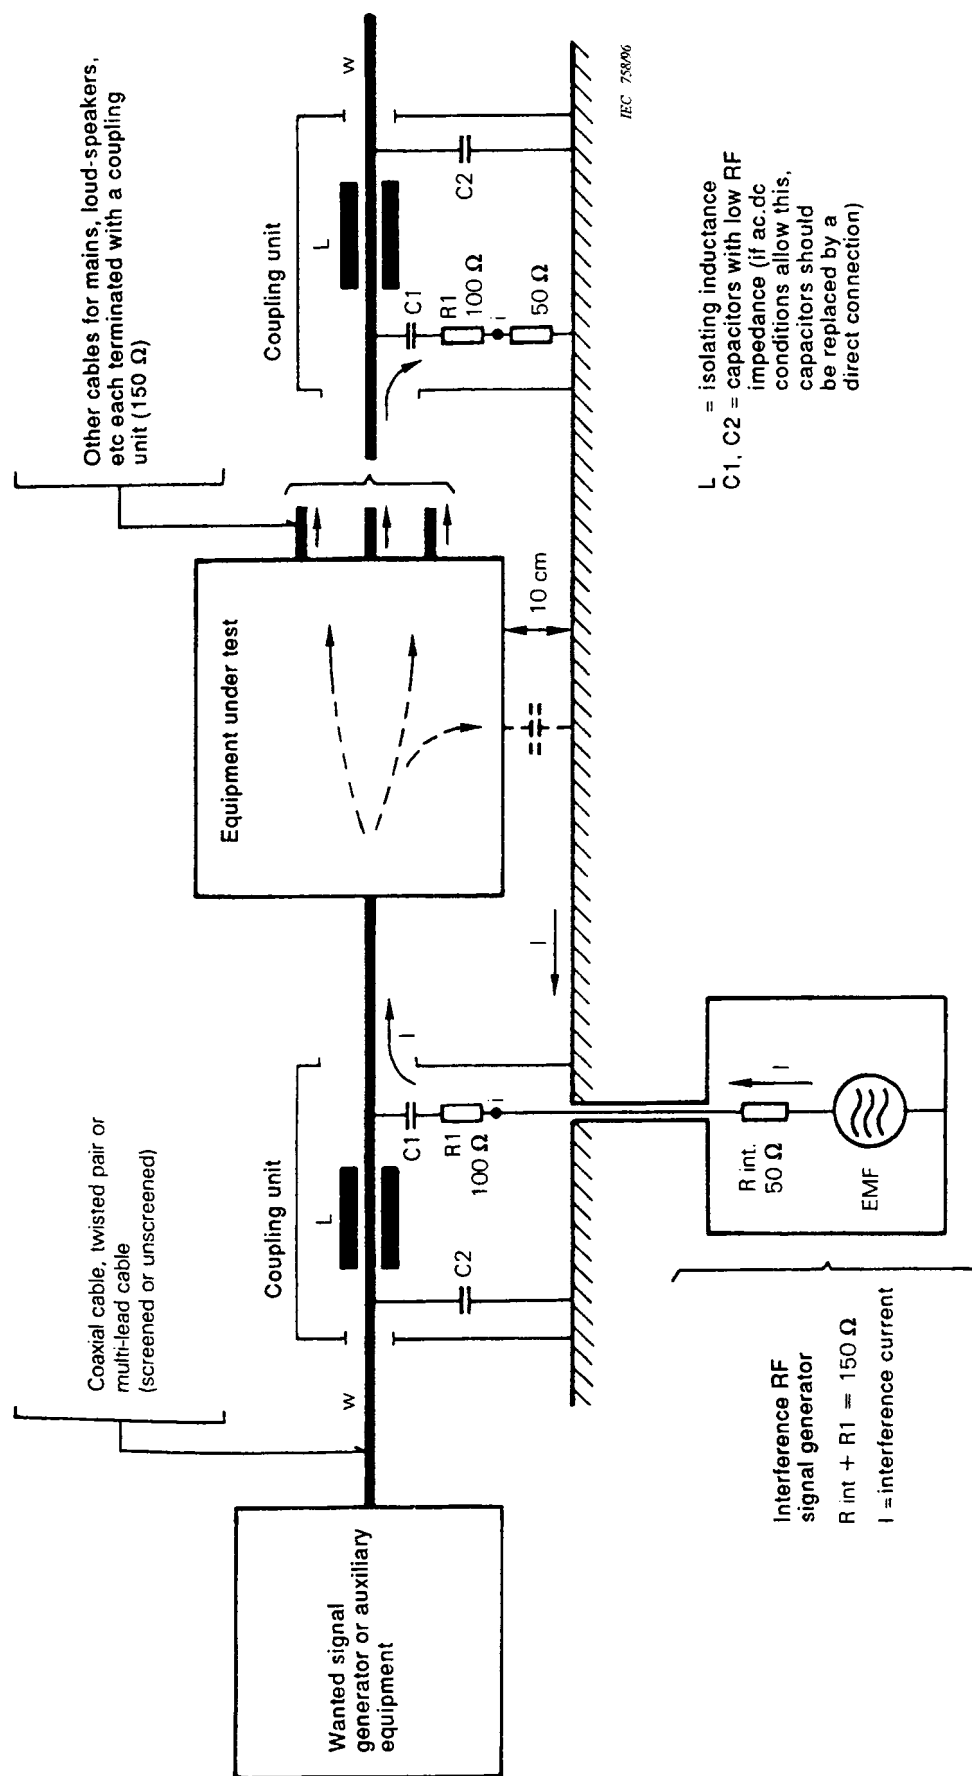 Coaxial cable, twisted pair or
multi-lead cable
(screened or unscreened)
Other cables for mains, loud-speakers,
etc each terminated with a coupling
unit (150 Ω)
Wanted signal
generator or auxiliary
equipment
w
Coupling unit
L
C2
C1
R1
100 Ω
i
I
Equipment under test
I
10 cm
Coupling unit
L
w
C1
R1
100 Ω
i
50 Ω
C2
IEC 758/96
Interference RF
signal generator
R int + R1 = 150 Ω
I = interference current
R int.
50 Ω
I
EMF
L = isolating inductance
C1, C2 = capacitors with low RF
impedance (if ac.dc
conditions allow this,
capacitors should
be replaced by a
direct connection)